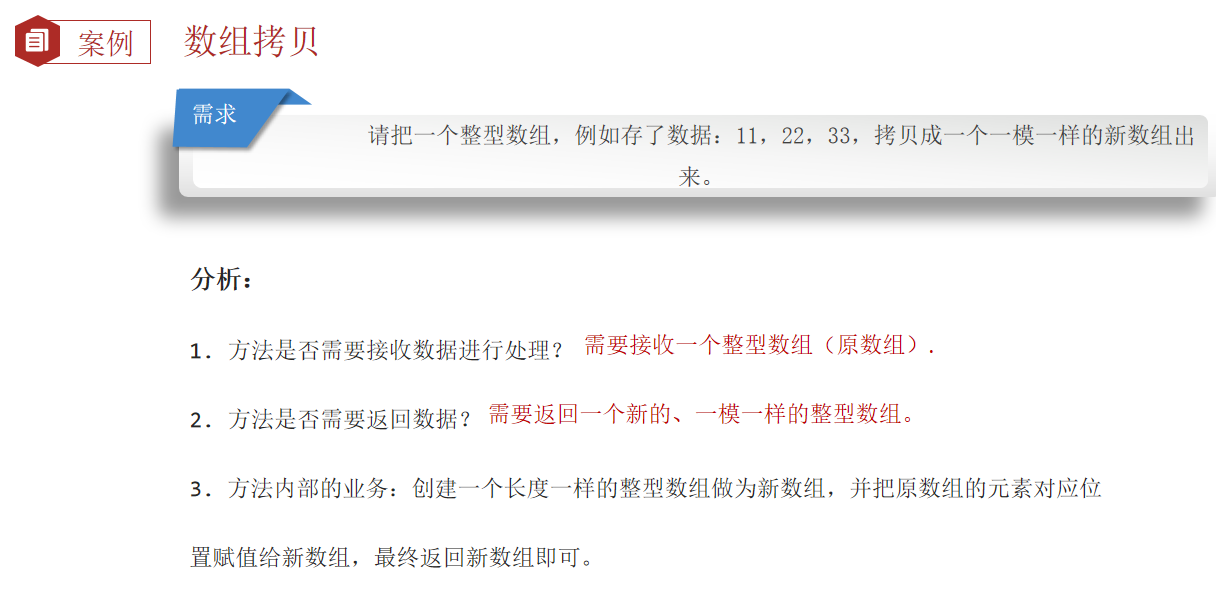 案例 数组拷贝
需求
请把一个整型数组，例如存了数据：11，22，33，拷贝成一个一模一样的新数组出
来。
分析：
1. 方法是否需要接收数据进行处理？ 需要接收一个整型数组（原数组）.
2. 方法是否需要返回数据？ 需要返回一个新的、一模一样的整型数组。
3. 方法内部的业务：创建一个长度一样的整型数组做为新数组，并把原数组的元素对应位
置赋值给新数组，最终返回新数组即可。